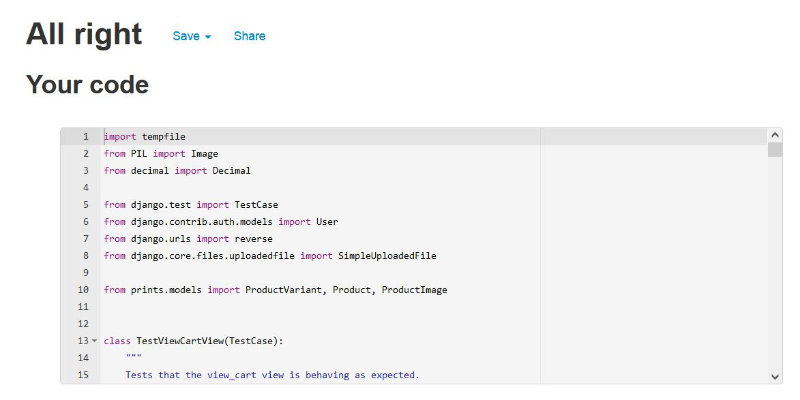 All right Save Share
Your code
1 import tempfile
2 from PIL import Image
3 from decimal import Decimal
4
5 from django.test import TestCase
6 from django.contrib.auth.models import User
7 from django.urls import reverse
8 from django.core.files.uploadedfile import SimpleUploadedFile
9
10 from prints.models import ProductVariant, Product, ProductImage
11
12
13 class TestViewCartView(TestCase):
14 """
15 Tests that the view_cart view is behaving as expected.